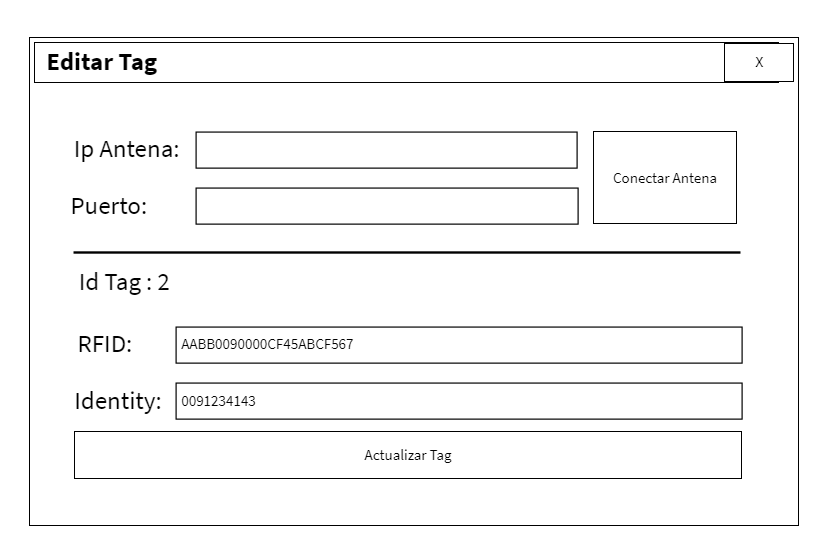 Editar Tag
X
Ip Antena:
Conectar Antena
Puerto:
Id Tag : 2
RFID:
AABB0090000CF45ABCF567
Identity:
0091234143
Actualizar Tag